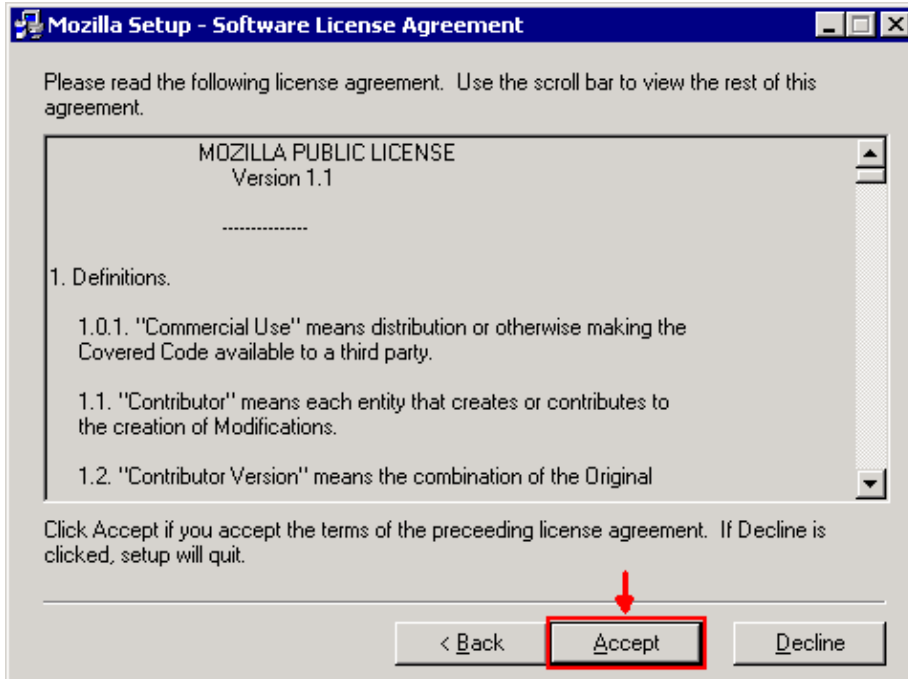 Mozilla Setup - Software License Agreement
Please read the following license agreement.  Use the scroll bar to view the rest of this
agreement.
MOZILLA PUBLIC LICENSE
Version 1.1
---------------
1. Definitions.
1.0.1. "Commercial Use" means distribution or otherwise making the
Covered Code available to a third party.
1.1. "Contributor" means each entity that creates or contributes to
the creation of Modifications.
1.2. "Contributor Version" means the combination of the Original
Click Accept if you accept the terms of the preceeding license agreement.  If Decline is
clicked, setup will quit.
< Back Accept Decline